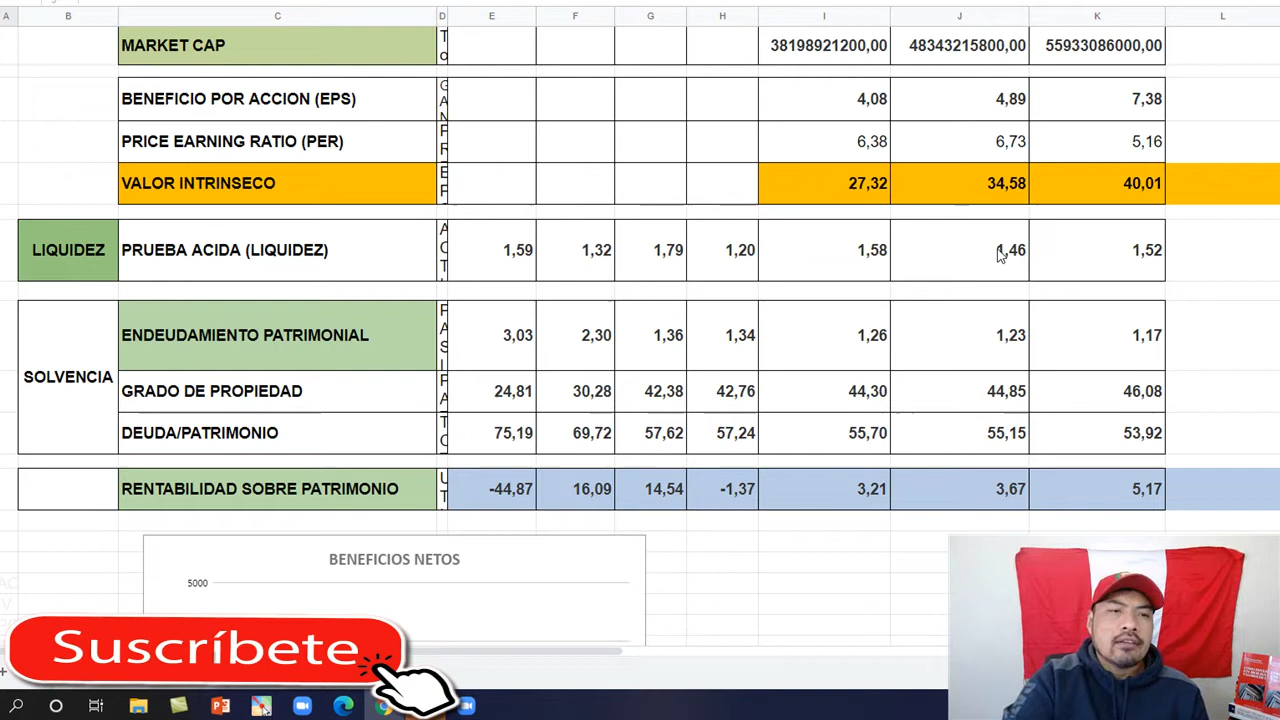 A B C D E F G H I J K L
MARKET CAP T o 38198921200,00 48343215800,00 55933086000,00
BENEFICIO POR ACCION (EPS) G A N 4,08 4,89 7,38
PRICE EARNING RATIO (PER) P R 6,38 6,73 5,16
VALOR INTRINSECO 27,32 34,58 40,01
LIQUIDEZ PRUEBA ACIDA (LIQUIDEZ) A C T 1,59 1,32 1,79 1,20 1,58 1,46 1,52
ENDEUDAMIENTO PATRIMONIAL P A S I 3,03 2,30 1,36 1,34 1,26 1,23 1,17
SOLVENCIA
GRADO DE PROPIEDAD P A 24,81 30,28 42,38 42,76 44,30 44,85 46,08
DEUDA/PATRIMONIO 75,19 69,72 57,62 57,24 55,70 55,15 53,92
RENTABILIDAD SOBRE PATRIMONIO U T -44,87 16,09 14,54 -1,37 3,21 3,67 5,17
BENEFICIOS NETOS
5000
Suscríbete